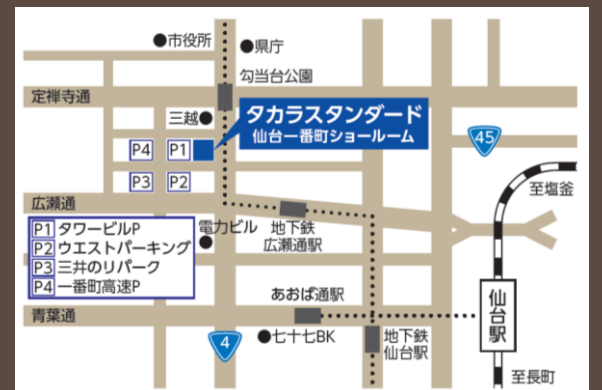 ●市役所
●県庁
勾当台公園
定禅寺通
三越●
タカラスタンダード
仙台一番町ショールーム
45
P4
P1
P3
P2
至塩釜
広瀬通
電力ビル
●
地下鉄
広瀬通駅
P1 タワービルP
P2 ウエストパーキング
P3 三井のリパーク
P4 一番町高速P
あおば通駅
仙台駅
青葉通
4
●七十七BK
地下鉄
仙台駅
至長町